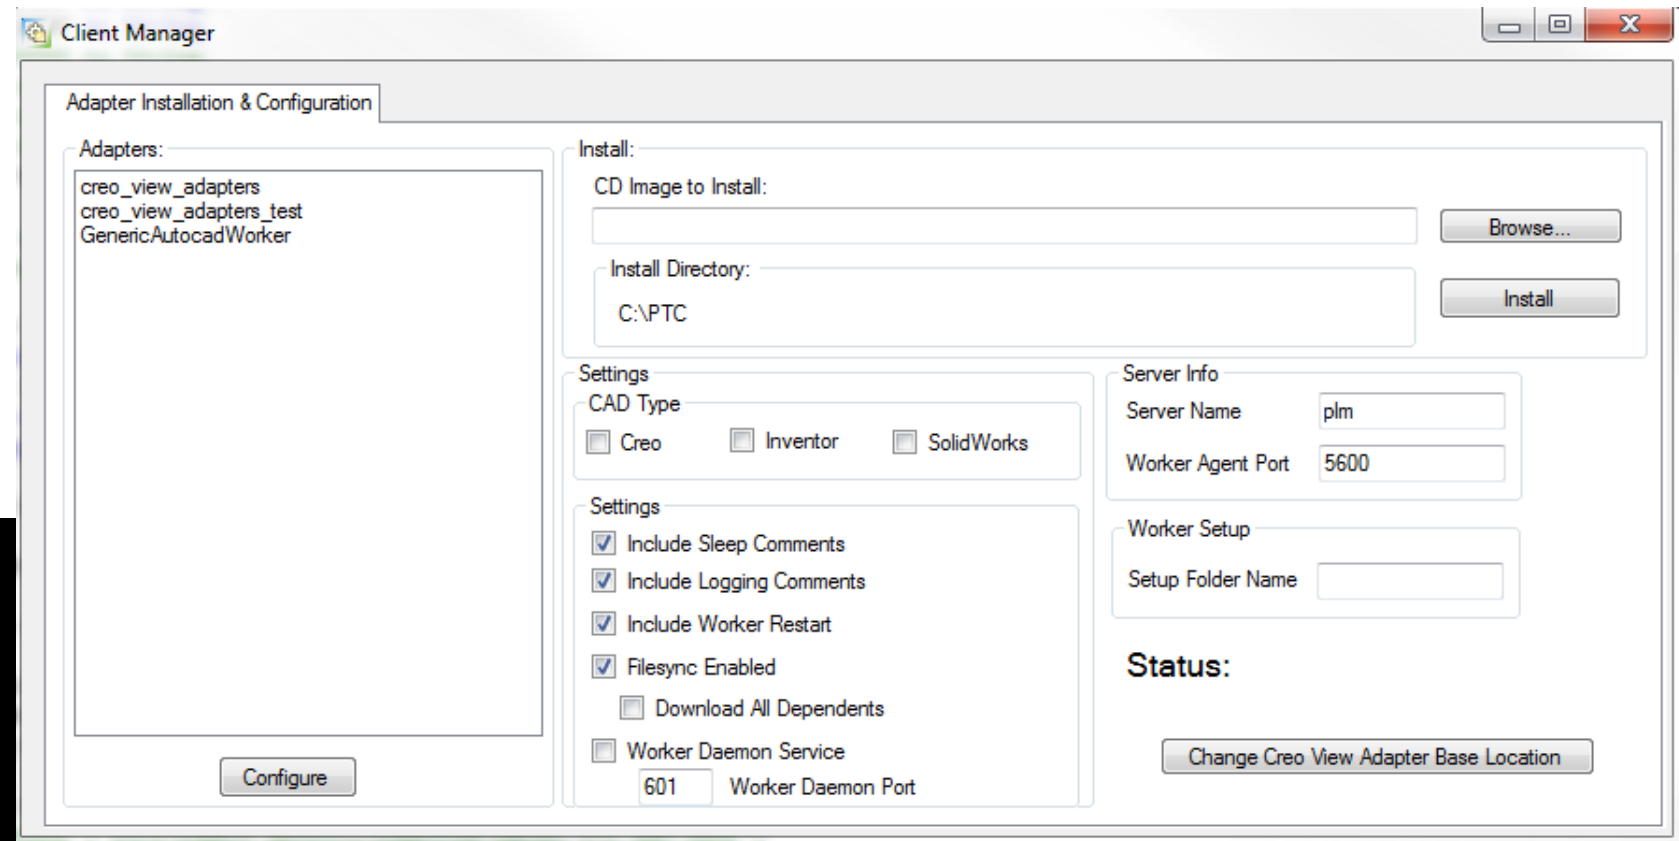 Client Manager
Adapter Installation & Configuration
Adapters:
creo_view_adapters
creo_view_adapters_test
GenericAutocadWorker
Configure
Install:
CD Image to Install:
Browse...
Install Directory:
C:\PTC
Install
Settings
CAD Type
Creo Inventor SolidWorks
Settings
Include Sleep Comments
Include Logging Comments
Include Worker Restart
Filesync Enabled
Download All Dependents
Worker Daemon Service
601 Worker Daemon Port
Server Info
Server Name plm
Worker Agent Port 5600
Worker Setup
Setup Folder Name
Status:
Change Creo View Adapter Base Location